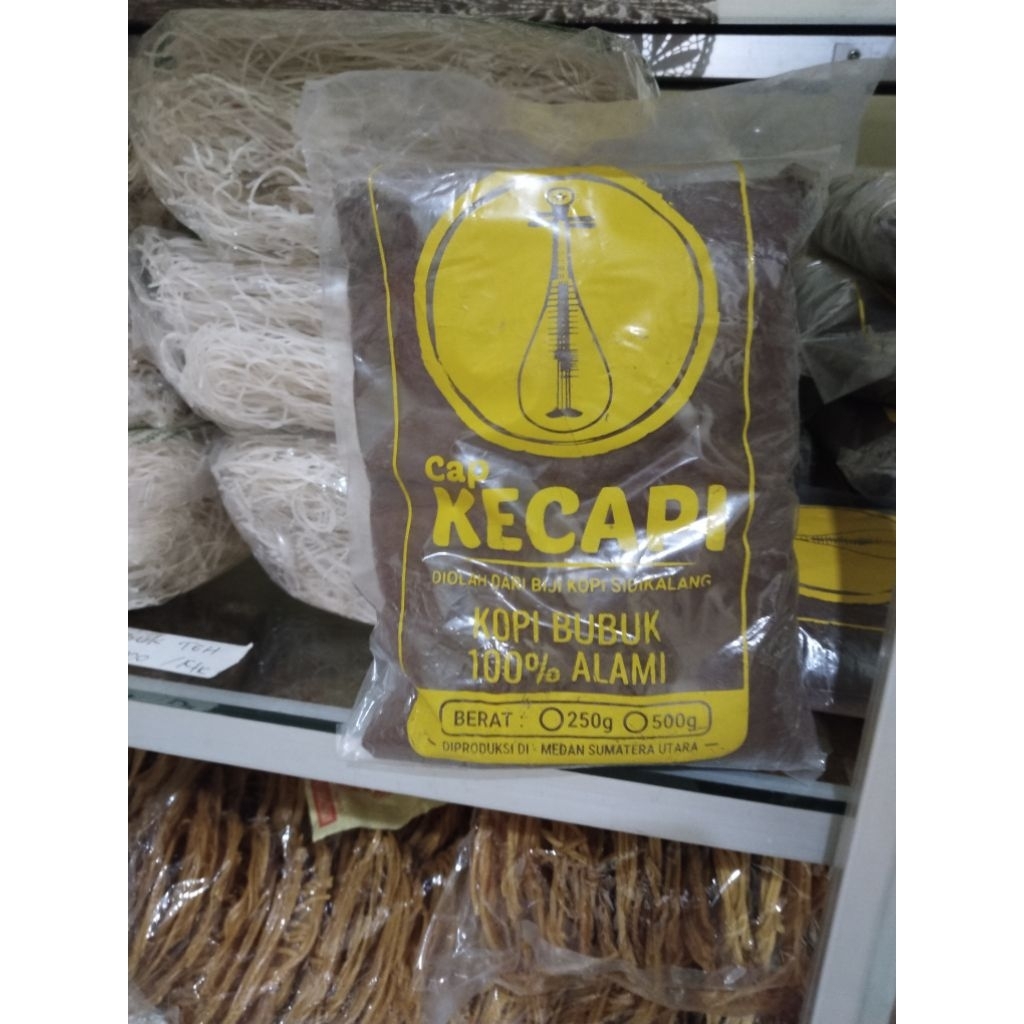 Cap
KECAPI
DIOLAH DARI BIJI KOPI SIDIKALANG
KOPI BUBUK
100% ALAMI
BERAT : 250g 500g
DIPRODUKSI DI - MEDAN SUMATERA UTARA
TEH